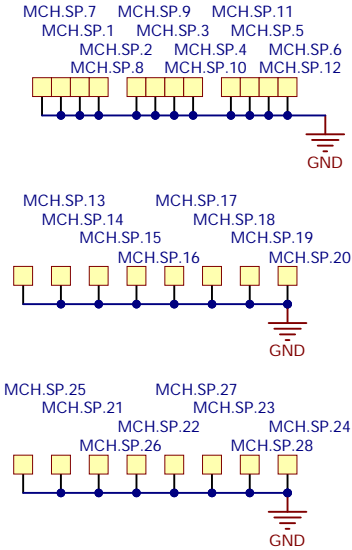 MCH.SP.7 MCH.SP.9 MCH.SP.11
MCH.SP.1 MCH.SP.3 MCH.SP.5
MCH.SP.2 MCH.SP.4 MCH.SP.6
MCH.SP.8 MCH.SP.10 MCH.SP.12
GND
MCH.SP.13 MCH.SP.17
MCH.SP.14 MCH.SP.18
MCH.SP.15 MCH.SP.19
MCH.SP.16 MCH.SP.20
GND
MCH.SP.25 MCH.SP.27
MCH.SP.21 MCH.SP.23
MCH.SP.22 MCH.SP.24
MCH.SP.26 MCH.SP.28
GND